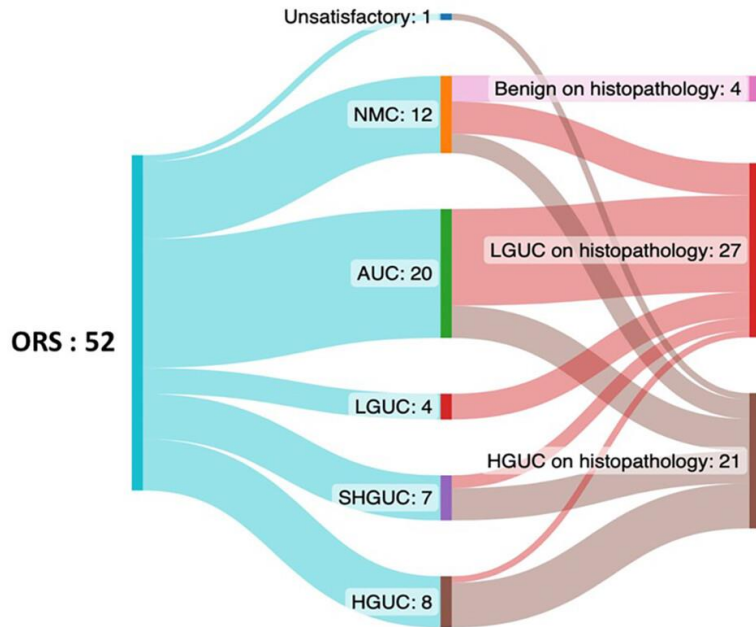 Unsatisfactory: 1
NMC: 12
Benign on histopathology: 4
AUC: 20
LGUC on histopathology: 27
ORS : 52
LGUC: 4
SHGUC: 7
HGUC on histopathology: 21
HGUC: 8